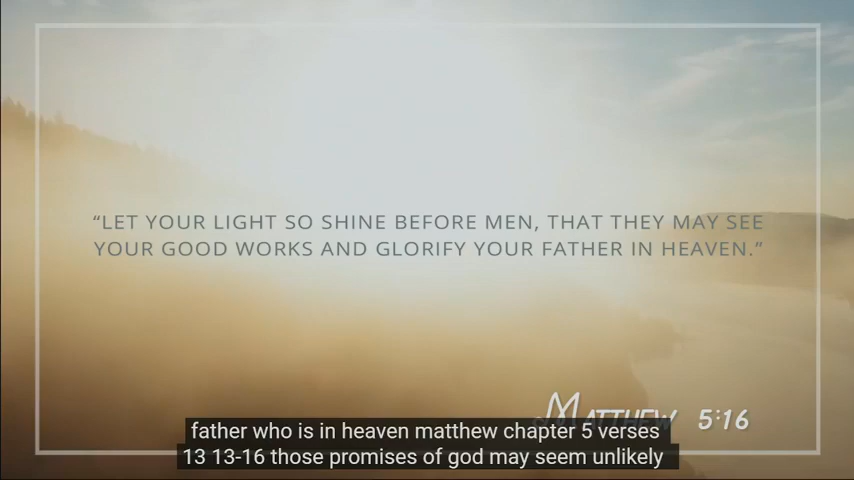 “LET YOUR LIGHT SO SHINE BEFORE MEN, THAT THEY MAY SEE
YOUR GOOD WORKS AND GLORIFY YOUR FATHER IN HEAVEN.”
MATTHEW 5:16
father who is in heaven matthew chapter 5 verses
13 13-16 those promises of god may seem unlikely